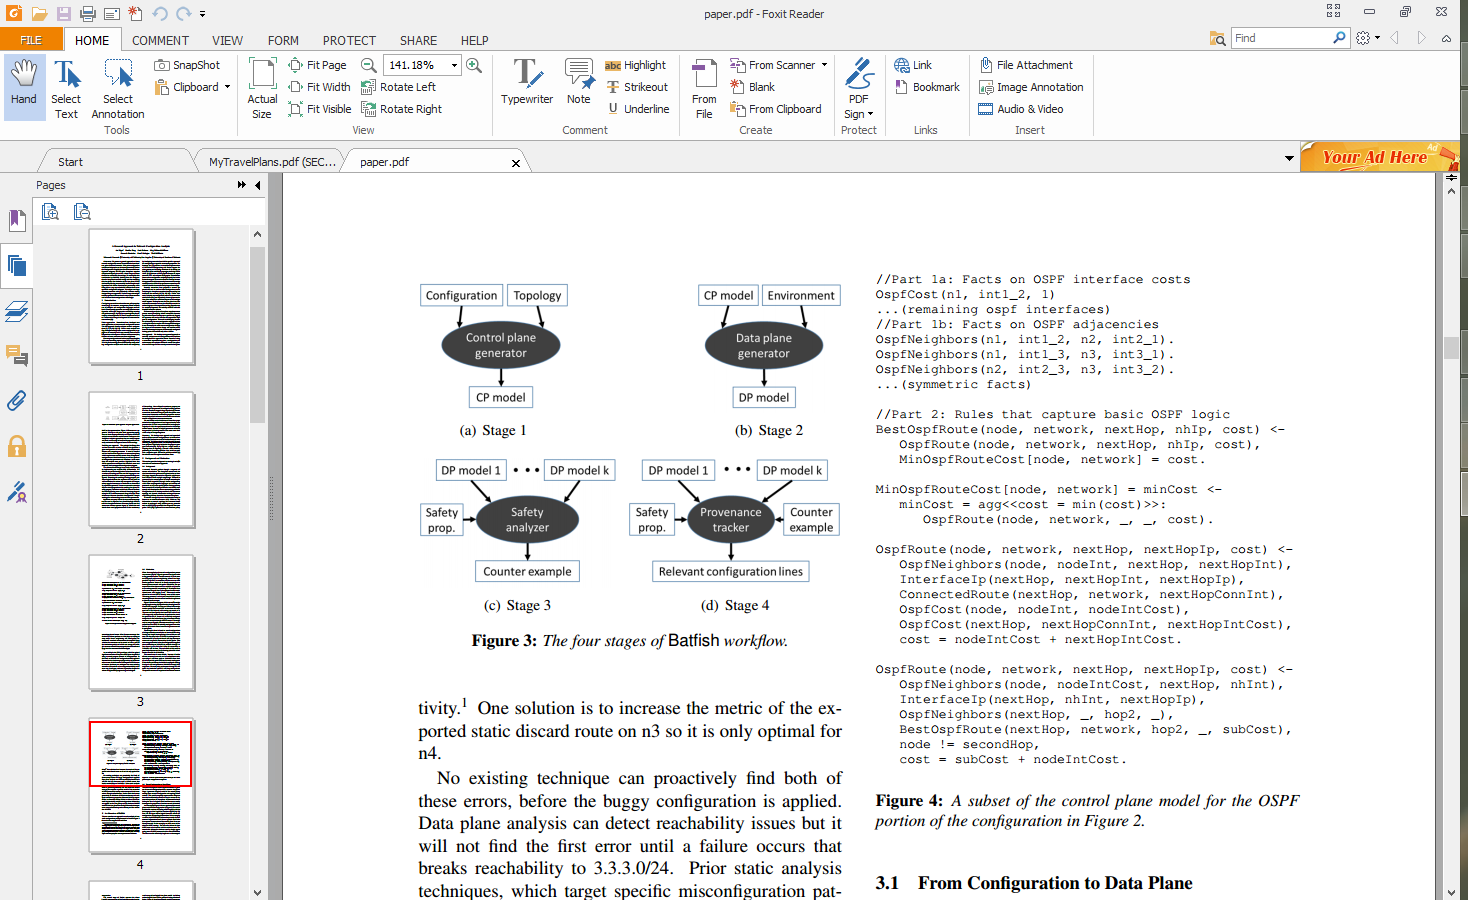 paper.pdf - Foxit Reader
FILE
HOME
COMMENT
VIEW
FORM
PROTECT
SHARE
HELP
Find
Hand
Select
Text
Select
Annotation
SnapShot
Clipboard
Tools
Actual
Size
Fit Page
Fit Width
Fit Visible
141.18%
Rotate Left
Rotate Right
View
Typewriter
Note
abc Highlight
T Strikeout
U Underline
Comment
From
File
From Scanner
Blank
From Clipboard
Create
PDF
Sign
Protect
Link
Bookmark
Links
File Attachment
Image Annotation
Audio & Video
Insert
Start
MyTravelPlans.pdf (SEC...
paper.pdf
Your Ad Here
Ad
Pages
1
2
3
4
Configuration Topology
Control plane
generator
CP model
(a) Stage 1
CP model Environment
Data plane
generator
DP model
(b) Stage 2
DP model 1 • • • DP model k
Safety
prop.
Safety
analyzer
Counter example
(c) Stage 3
DP model 1 • • • DP model k
Safety
prop.
Provenance
tracker
Counter
example
Relevant configuration lines
(d) Stage 4
Figure 3: The four stages of Batfish workflow.
tivity.1 One solution is to increase the metric of the ex-
ported static discard route on n3 so it is only optimal for
n4.
No existing technique can proactively find both of
these errors, before the buggy configuration is applied.
Data plane analysis can detect reachability issues but it
will not find the first error until a failure occurs that
breaks reachability to 3.3.3.0/24. Prior static analysis
techniques, which target specific misconfiguration pat-
//Part 1a: Facts on OSPF interface costs
OspfCost(n1, int1_2, 1)
...(remaining ospf interfaces)
//Part 1b: Facts on OSPF adjacencies
OspfNeighbors(n1, int1_2, n2, int2_1).
OspfNeighbors(n1, int1_3, n3, int3_1).
OspfNeighbors(n2, int2_3, n3, int3_2).
...(symmetric facts)
//Part 2: Rules that capture basic OSPF logic
BestOspfRoute(node, network, nextHop, nhIp, cost) <-
OspfRoute(node, network, nextHop, nhIp, cost),
MinOspfRouteCost[node, network] = cost.
MinOspfRouteCost[node, network] = minCost <-
minCost = agg<<cost = min(cost)>>:
OspfRoute(node, network, _, _, cost).
OspfRoute(node, network, nextHop, nextHopIp, cost) <-
OspfNeighbors(node, nodeInt, nextHop, nextHopInt),
InterfaceIp(nextHop, nextHopInt, nextHopIp),
ConnectedRoute(nextHop, network, nextHopConnInt),
OspfCost(node, nodeInt, nodeIntCost),
OspfCost(nextHop, nextHopConnInt, nextHopIntCost),
cost = nodeIntCost + nextHopIntCost.
OspfRoute(node, network, nextHop, nextHopIp, cost) <-
OspfNeighbors(node, nodeIntCost, nextHop, nhInt),
InterfaceIp(nextHop, nhInt, nextHopIp),
OspfNeighbors(nextHop, _, hop2, _),
BestOspfRoute(nextHop, network, hop2, _, subCost),
node != secondHop,
cost = subCost + nodeIntCost.
Figure 4: A subset of the control plane model for the OSPF
portion of the configuration in Figure 2.
3.1 From Configuration to Data Plane